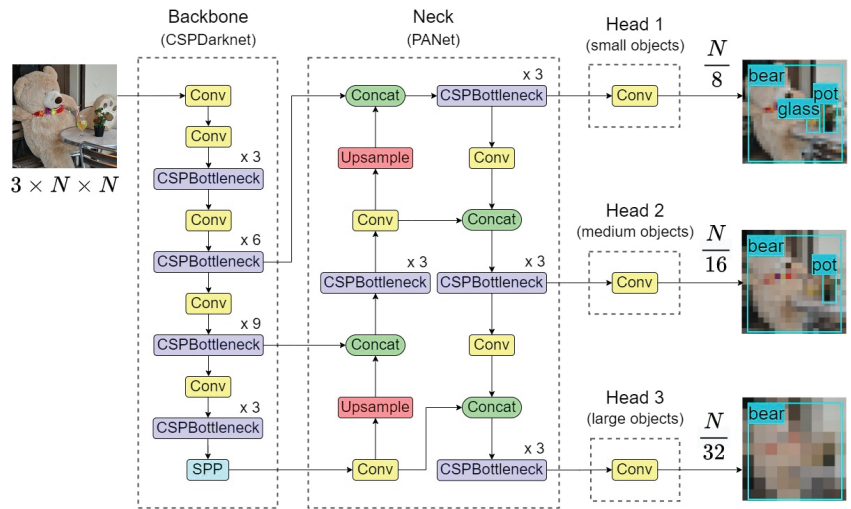 Backbone
(CSPDarknet)
Neck
(PANet)
Head 1
(small objects)
N
8
3 × N × N
Conv
Conv
x 3
CSPBottleneck
Conv
x 6
CSPBottleneck
Conv
x 9
CSPBottleneck
Conv
x 3
CSPBottleneck
SPP
Concat
Upsample
Conv
x 3
CSPBottleneck
Concat
Upsample
Conv
x 3
CSPBottleneck
Conv
Concat
x 3
CSPBottleneck
Conv
Concat
x 3
CSPBottleneck
Conv
bear
pot
glass
Head 2
(medium objects)
Conv
N
16
bear
pot
Head 3
(large objects)
Conv
N
32
bear